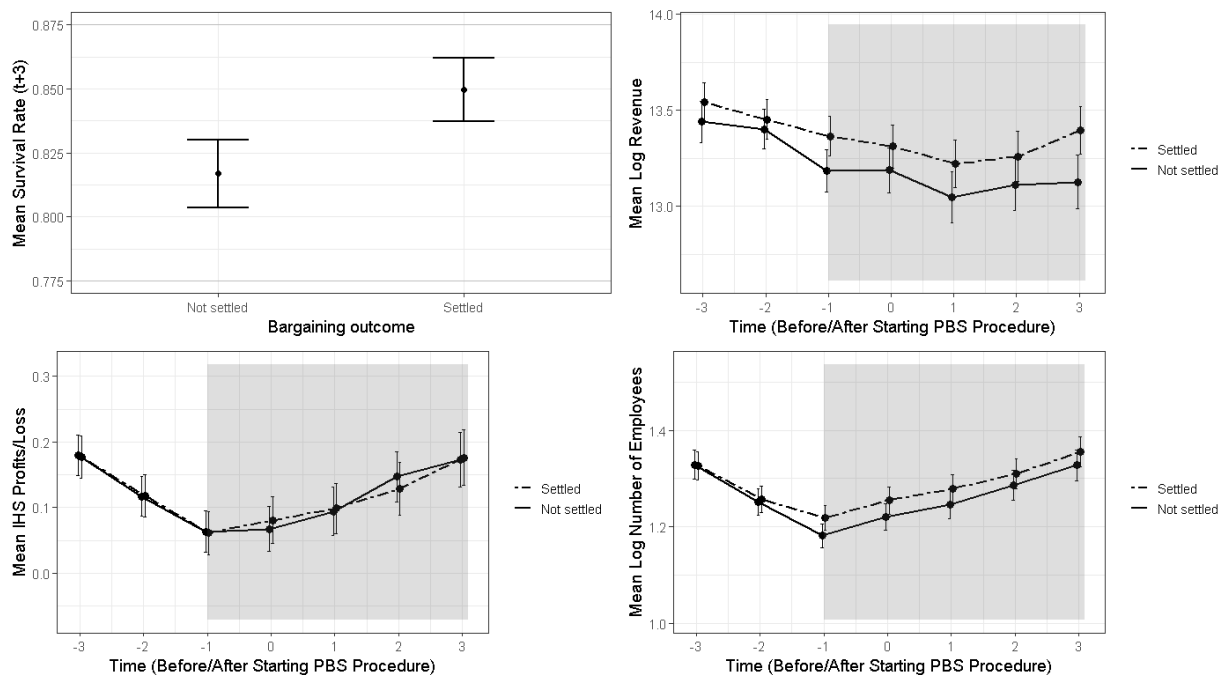 0.875
0.850
0.825
0.800
0.775
Mean Survival Rate (t+3)
Not settled
Settled
Bargaining outcome
14.0
13.5
13.0
Mean Log Revenue
-3
-2
-1
0
1
2
3
Time (Before/After Starting PBS Procedure)
Settled
Not settled
0.3
0.2
0.1
0.0
Mean IHS Profits/Loss
-3
-2
-1
0
1
2
3
Time (Before/After Starting PBS Procedure)
Settled
Not settled
1.4
1.2
1.0
Mean Log Number of Employees
-3
-2
-1
0
1
2
3
Time (Before/After Starting PBS Procedure)
Settled
Not settled